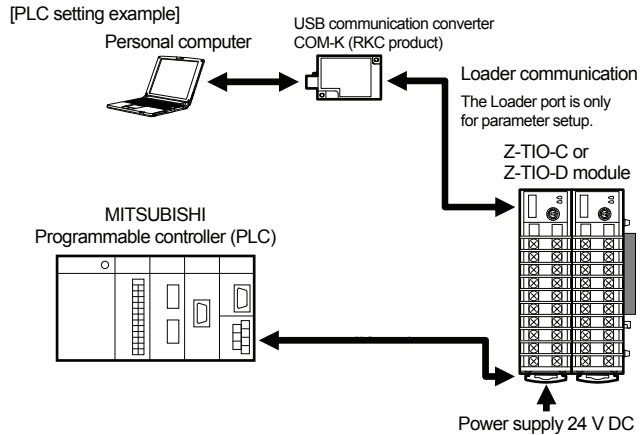 [PLC setting example]
Personal computer
USB communication converter
COM-K (RKC product)
Loader communication
The Loader port is only
for parameter setup.
Z-TIO-C or
Z-TIO-D module
MITSUBISHI
Programmable controller (PLC)
Power supply 24 V DC